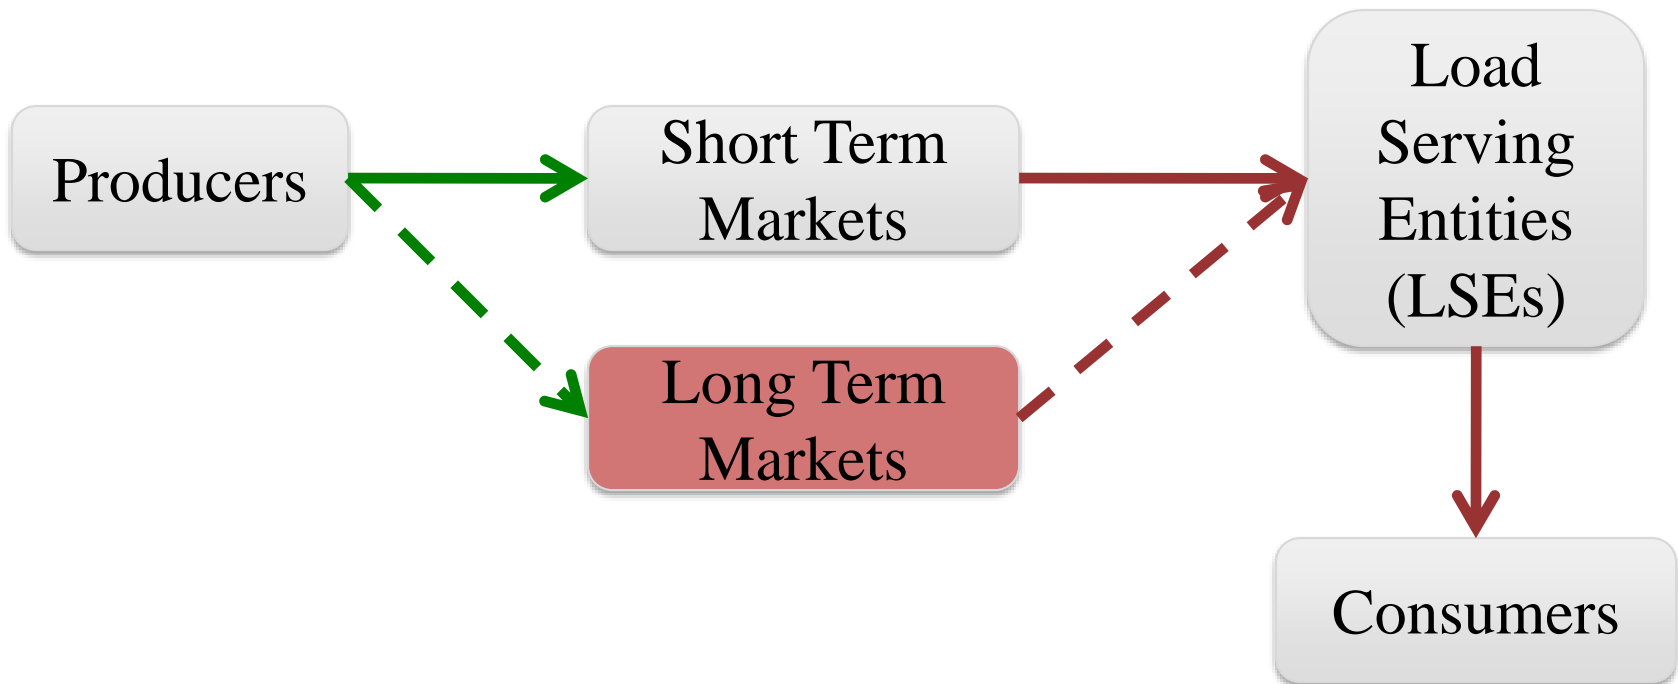 Producers
Short Term
Markets
Long Term
Markets
Load
Serving
Entities
(LSEs)
Consumers